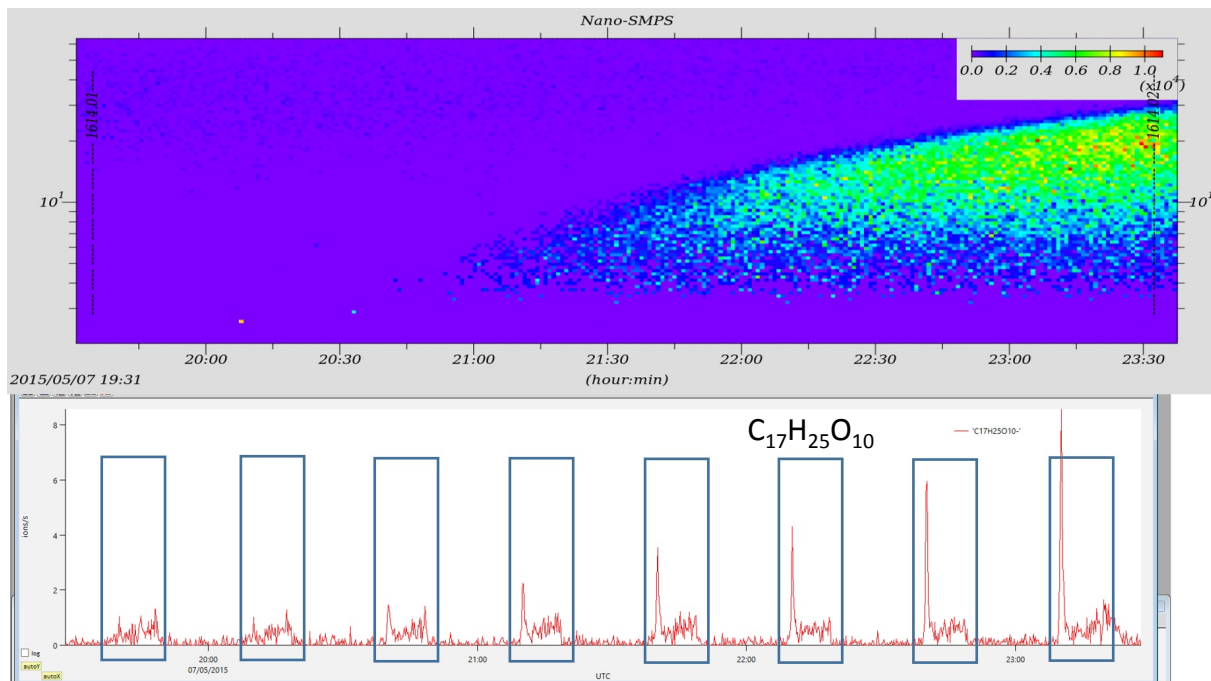 Nano-SMPS
0.0 0.2 0.4 0.6 0.8 1.0
(x10⁴)
1614.01
1614.02
10¹
10¹
20:00 20:30 21:00 21:30 22:00 22:30 23:00 23:30
2015/05/07 19:31
(hour:min)
C₁₇H₂₅O₁₀
'C17H25O10-'
8
6
4
2
0
ions/s
log
autoY
autoX
20:00 21:00 22:00 23:00
07/05/2015
UTC